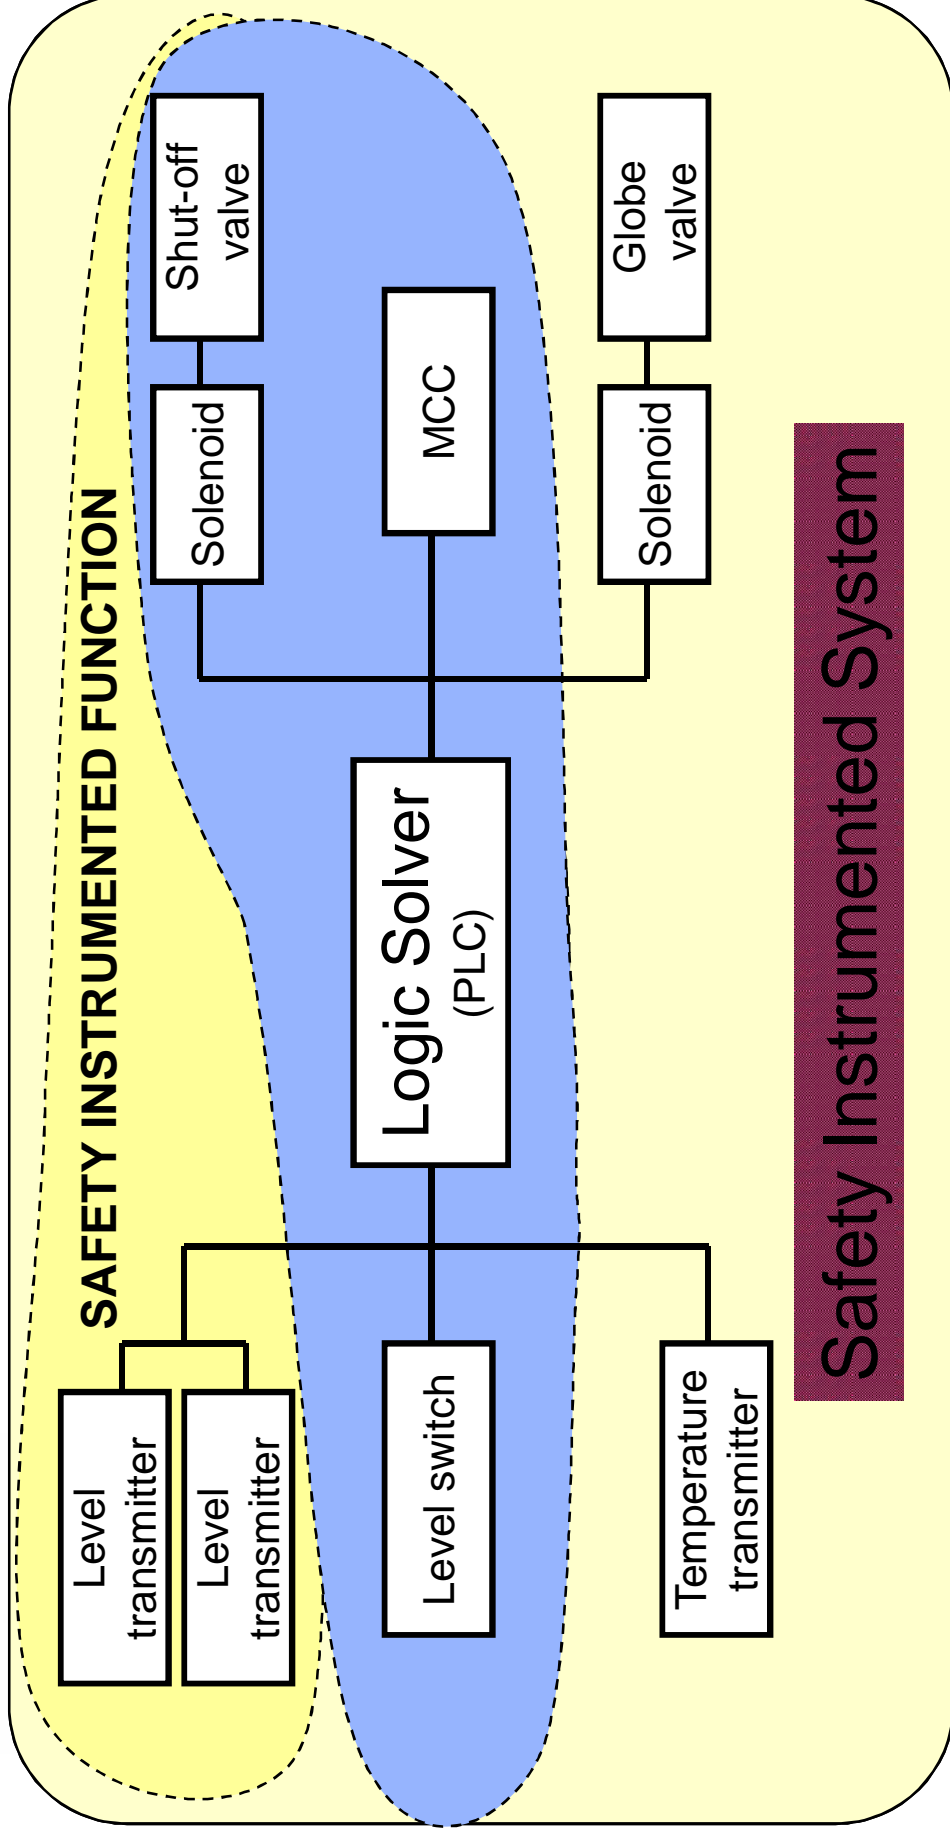 SAFETY INSTRUMENTED FUNCTION
Level
transmitter
Level
transmitter
Level switch
Temperature
transmitter
Logic Solver
(PLC)
Solenoid
Shut-off
valve
MCC
Solenoid
Globe
valve
Safety Instrumented System